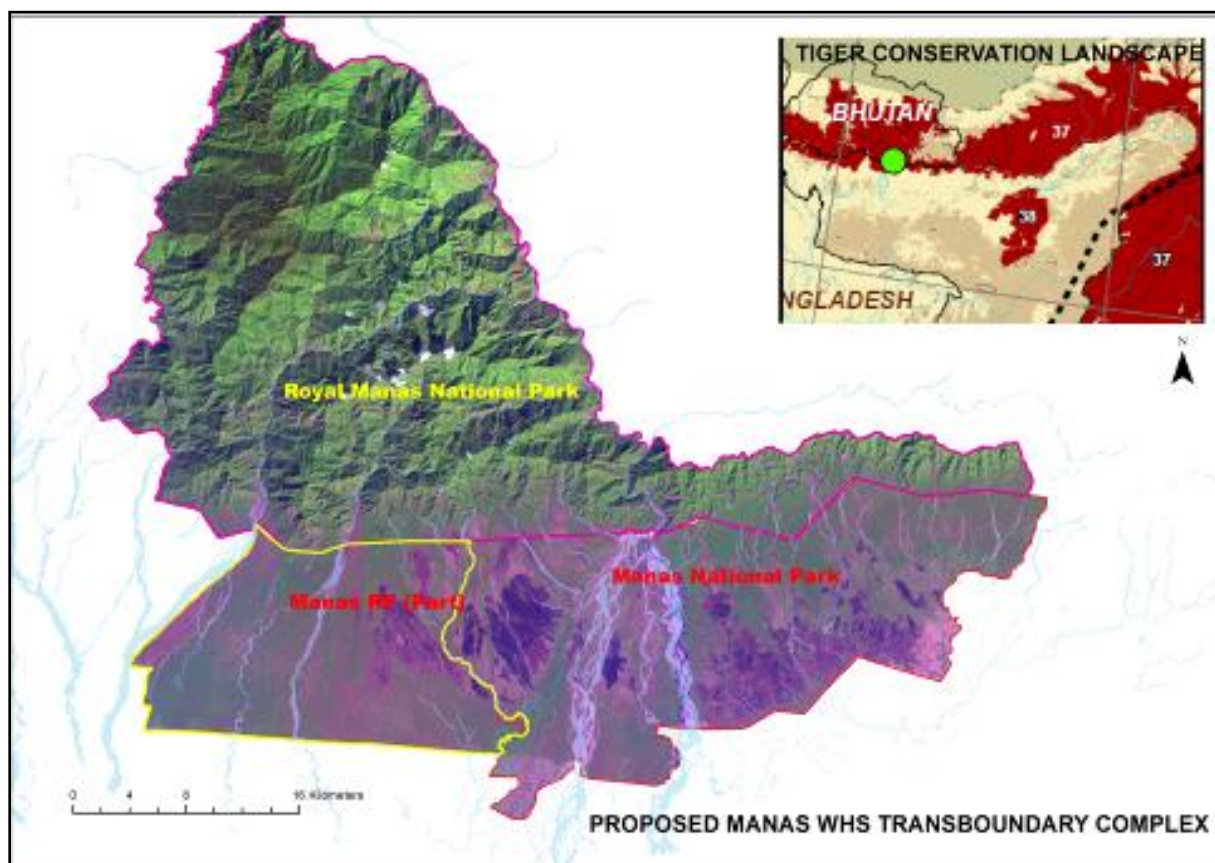 TIGER CONSERVATION LANDSCAPE
BHUTAN
37
38
37
NGLADESH
N
Royal Manas National Park
Manas National Park
Manas RF (Part)
0 4 8 16 Kilometers
PROPOSED MANAS WHS TRANSBOUNDARY COMPLEX